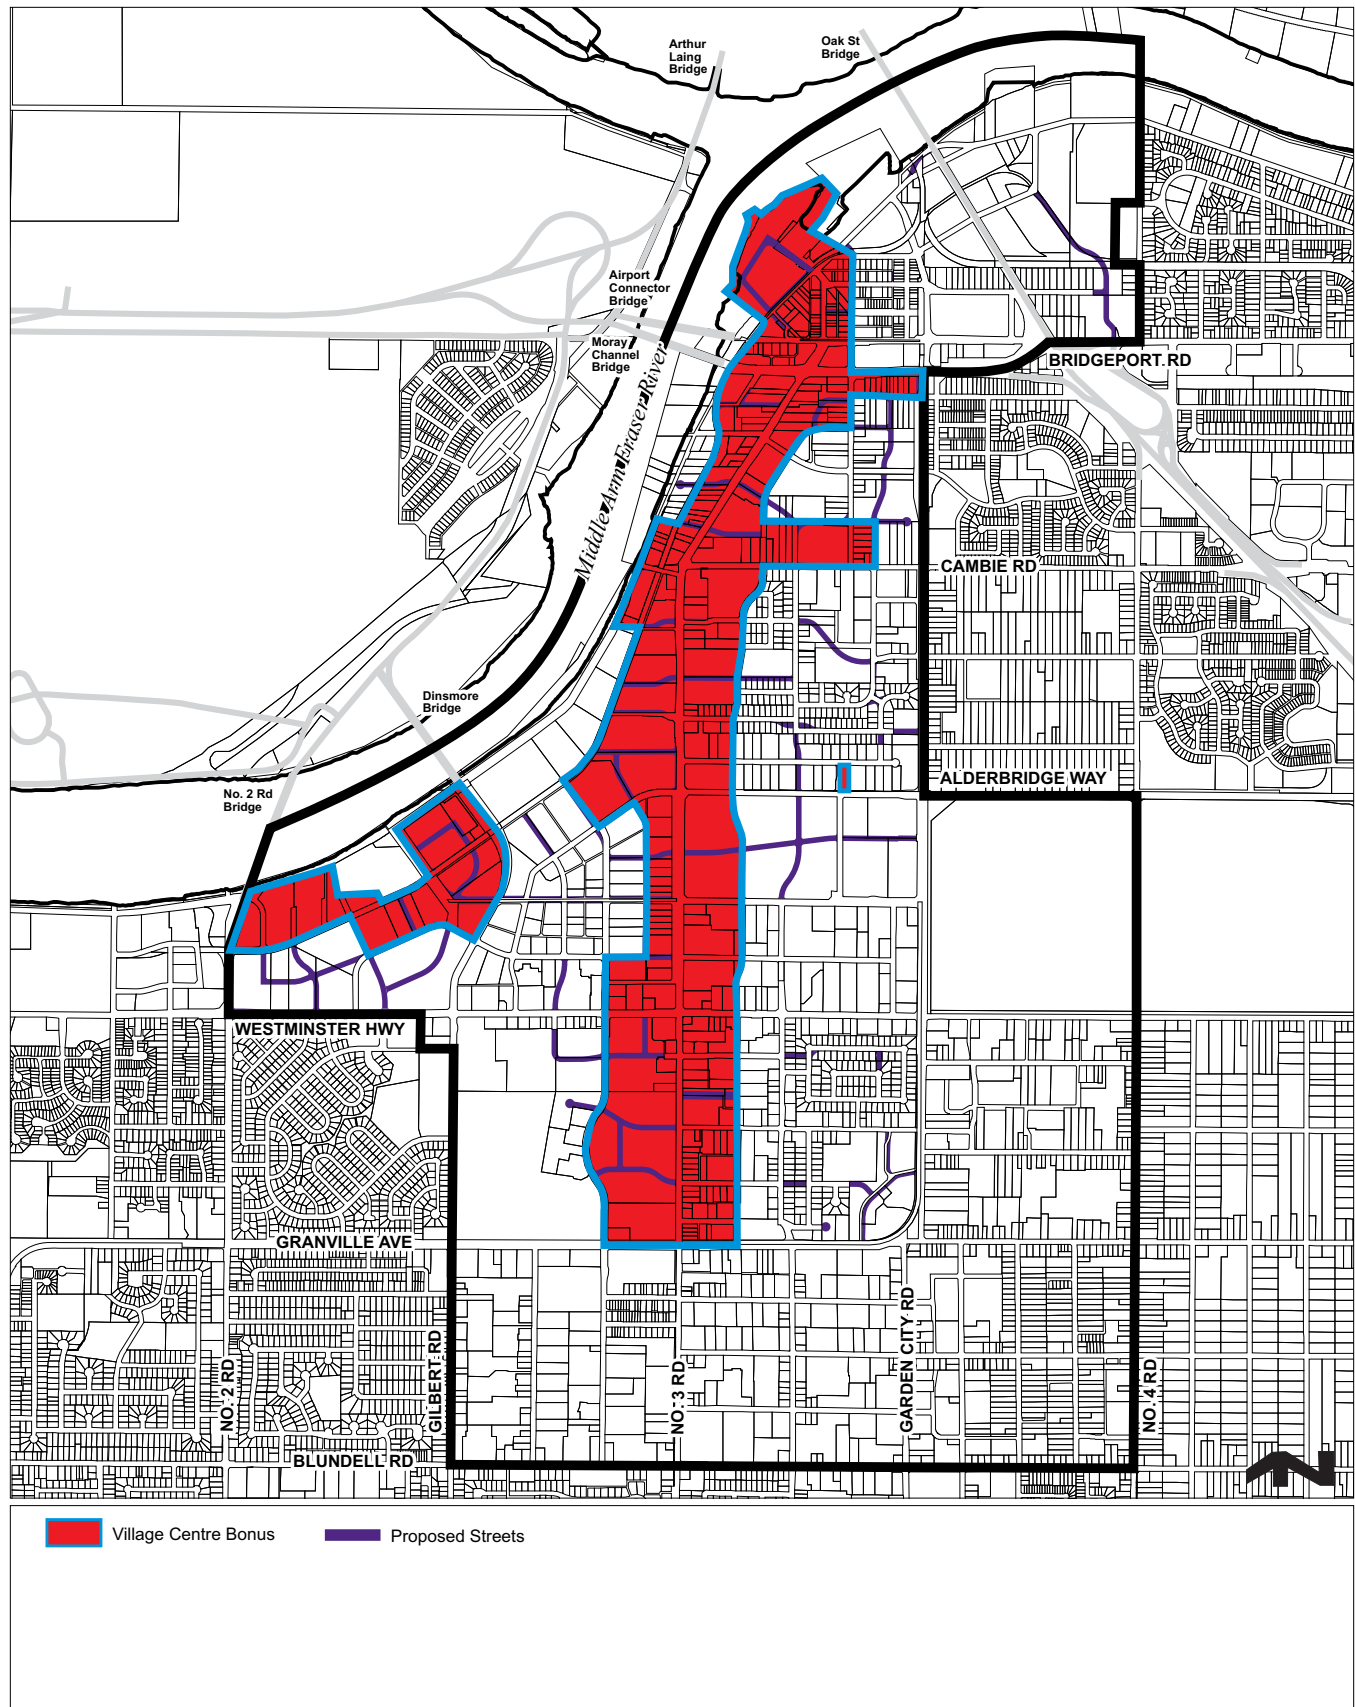 Arthur
Laing
Bridge
Oak St
Bridge
Airport
Connector
Bridge
Moray
Channel
Bridge
BRIDGEPORT RD
Middle Arm Fraser River
CAMBIE RD
Dinsmore
Bridge
ALDERBRIDGE WAY
No. 2 Rd
Bridge
WESTMINSTER HWY
GRANVILLE AVE
NO. 2 RD
GILBERT RD
NO. 3 RD
GARDEN CITY RD
NO. 4 RD
BLUNDELL RD
N
Village Centre Bonus
Proposed Streets